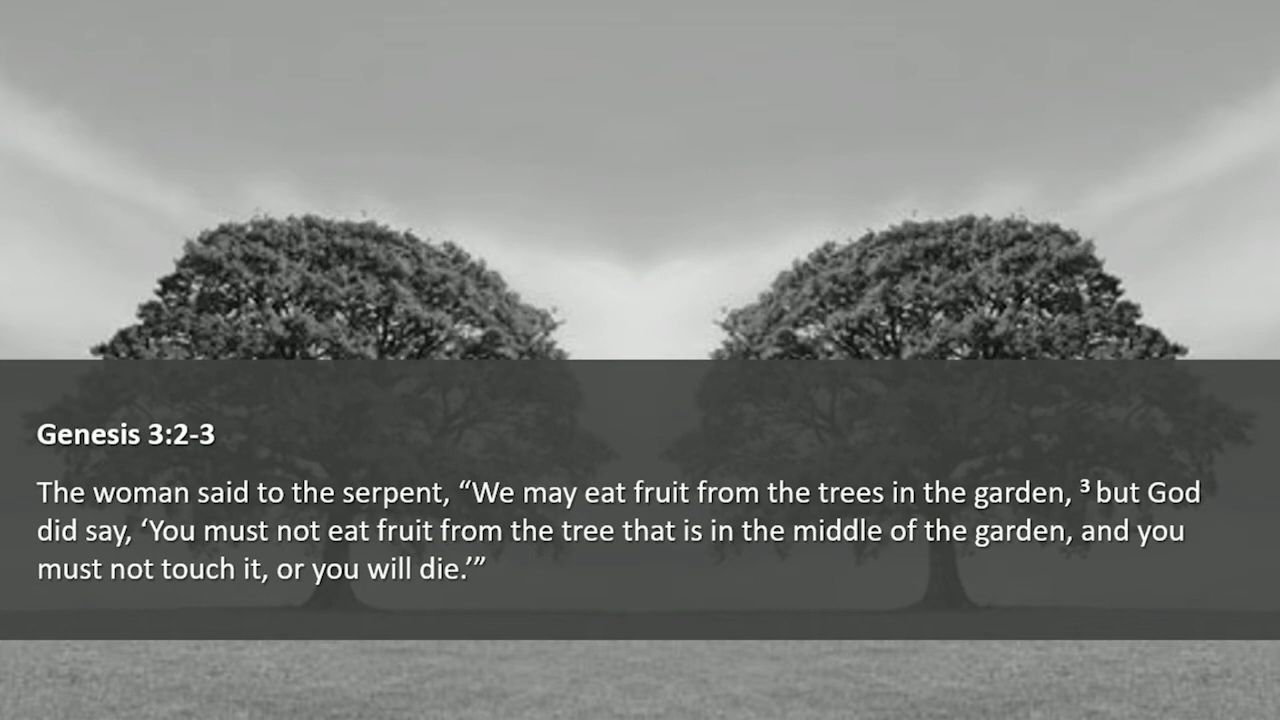 Genesis 3:2-3
The woman said to the serpent, “We may eat fruit from the trees in the garden, ³ but God
did say, ‘You must not eat fruit from the tree that is in the middle of the garden, and you
must not touch it, or you will die.’”